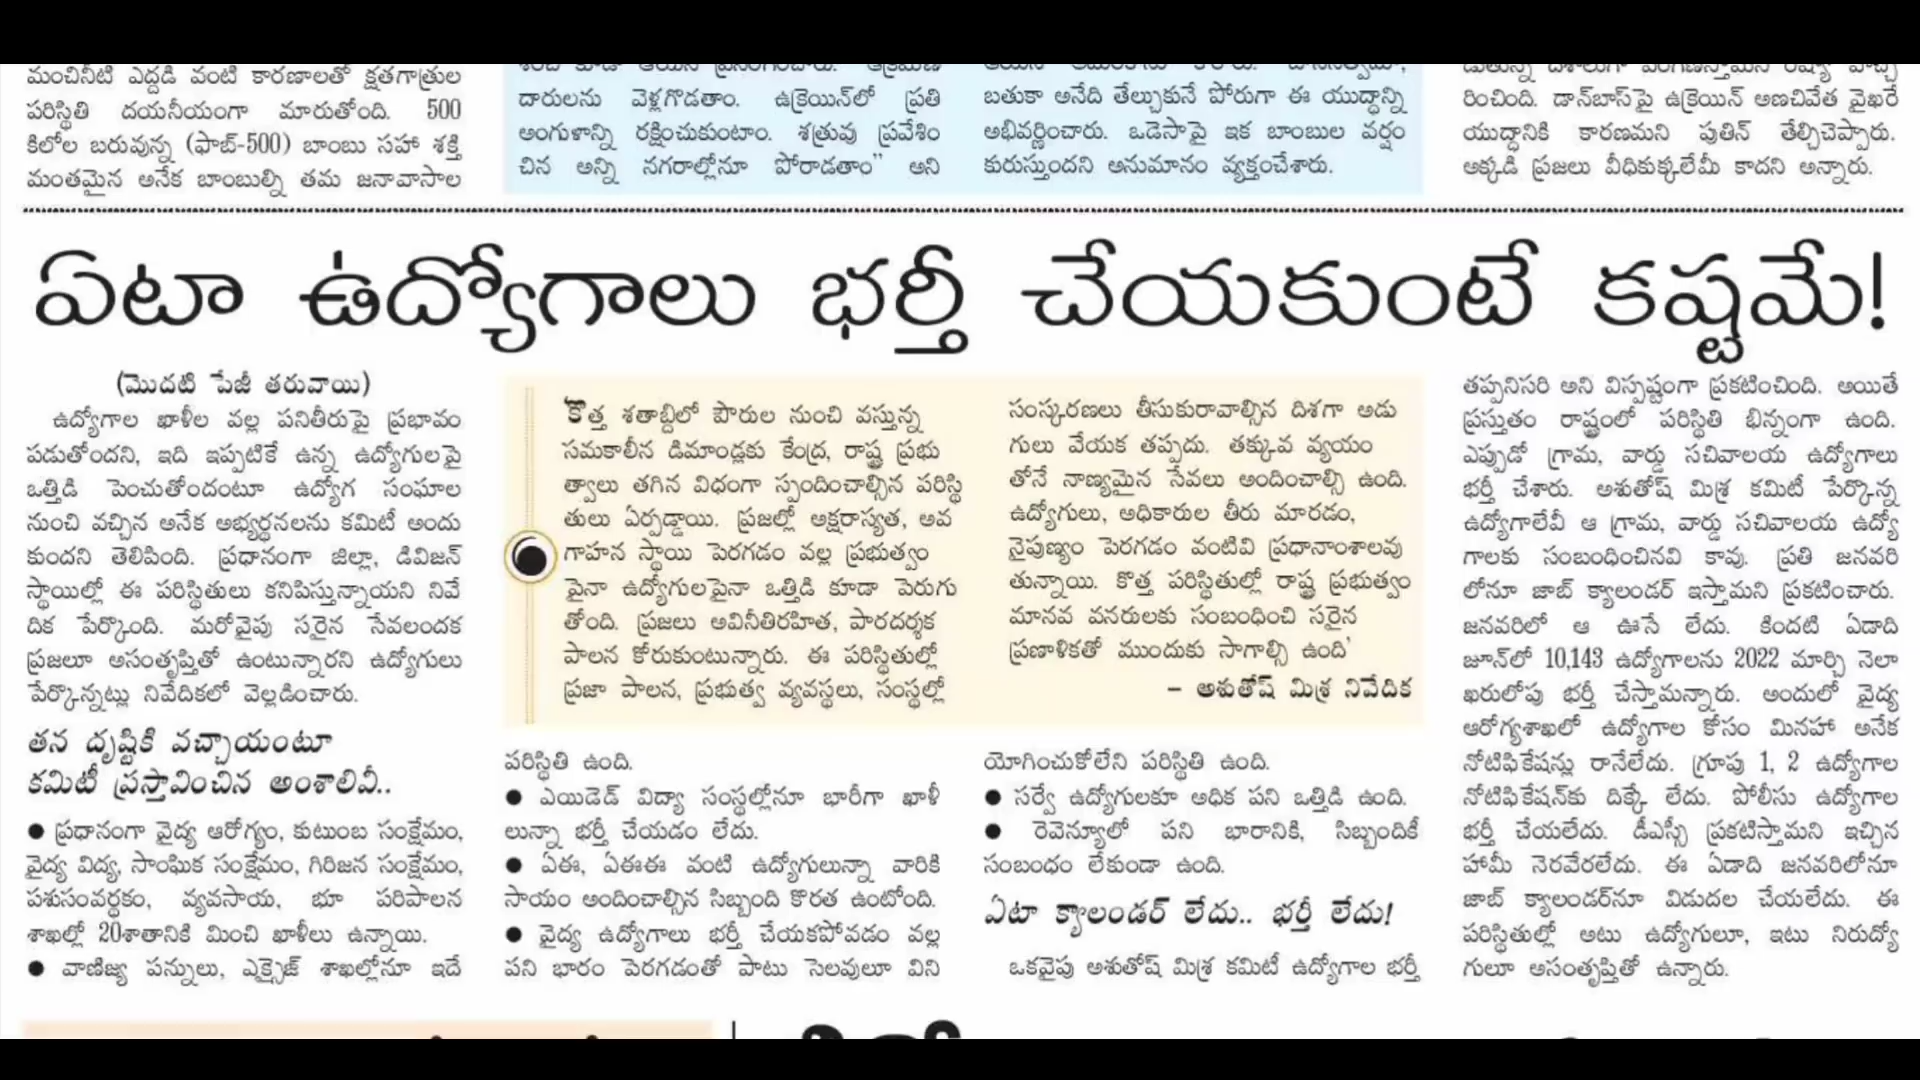 మంచినీటి ఎద్దడి వంటి కారణాలతో క్షతగాత్రుల
పరిస్థితి దయనీయంగా మారుతోంది. 500
కిలోల బరువున్న (ఫాబ్-500) బాంబు సహా శక్తి
మంతమైన అనేక బాంబుల్ని తమ జనావాసాల
దారులను వెళ్లగొడతాం. ఉక్రెయిన్‌లో ప్రతి
అంగుళాన్ని రక్షించుకుంటాం. శత్రువు ప్రవేశిం
చిన అన్ని నగరాల్లోనూ పోరాడతాం" అని
బతుకా అనేది తేల్చుకునే పోరుగా ఈ యుద్ధాన్ని
అభివర్ణించారు. ఒడెసాపై ఇక బాంబుల వర్షం
కురుస్తుందని అనుమానం వ్యక్తంచేశారు.
రించింది. డాన్‌బాస్‌పై ఉక్రెయిన్ అణచివేత వైఖరే
యుద్ధానికి కారణమని పుతిన్ తేల్చిచెప్పారు.
అక్కడి ప్రజలు వీధికుక్కలేమీ కాదని అన్నారు.
ఏటా ఉద్యోగాలు భర్తీ చేయకుంటే కష్టమే!
(మొదటి పేజీ తరువాయి)
ఉద్యోగాల ఖాళీల వల్ల పనితీరుపై ప్రభావం
పడుతోందని, ఇది ఇప్పటికే ఉన్న ఉద్యోగులపై
ఒత్తిడి పెంచుతోందంటూ ఉద్యోగ సంఘాల
నుంచి వచ్చిన అనేక అభ్యర్థనలను కమిటీ అందు
కుందని తెలిపింది. ప్రధానంగా జిల్లా, డివిజన్
స్థాయిల్లో ఈ పరిస్థితులు కనిపిస్తున్నాయని నివే
దిక పేర్కొంది. మరోవైపు సరైన సేవలందక
ప్రజలూ అసంతృప్తితో ఉంటున్నారని ఉద్యోగులు
పేర్కొన్నట్లు నివేదికలో వెల్లడించారు.
తన దృష్టికి వచ్చాయంటూ
కమిటీ ప్రస్తావించిన అంశాలివీ..
● ప్రధానంగా వైద్య ఆరోగ్యం, కుటుంబ సంక్షేమం,
వైద్య విద్య, సాంఘిక సంక్షేమం, గిరిజన సంక్షేమం,
పశుసంవర్థకం, వ్యవసాయ, భూ పరిపాలన
శాఖల్లో 20శాతానికి మించి ఖాళీలు ఉన్నాయి.
● వాణిజ్య పన్నులు, ఎక్సైజ్ శాఖల్లోనూ ఇదే
'కొత్త శతాబ్దిలో పౌరుల నుంచి వస్తున్న
సమకాలీన డిమాండ్లకు కేంద్ర, రాష్ట్ర ప్రభు
త్వాలు తగిన విధంగా స్పందించాల్సిన పరిస్థి
తులు ఏర్పడ్డాయి. ప్రజల్లో అక్షరాస్యత, అవ
గాహన స్థాయి పెరగడం వల్ల ప్రభుత్వం
పైనా ఉద్యోగులపైనా ఒత్తిడి కూడా పెరుగు
తోంది. ప్రజలు అవినీతిరహిత, పారదర్శక
పాలన కోరుకుంటున్నారు. ఈ పరిస్థితుల్లో
ప్రజా పాలన, ప్రభుత్వ వ్యవస్థలు, సంస్థల్లో
సంస్కరణలు తీసుకురావాల్సిన దిశగా అడు
గులు వేయక తప్పదు. తక్కువ వ్యయం
తోనే నాణ్యమైన సేవలు అందించాల్సి ఉంది.
ఉద్యోగులు, అధికారుల తీరు మారడం,
నైపుణ్యం పెరగడం వంటివి ప్రధానాంశాలవు
తున్నాయి. కొత్త పరిస్థితుల్లో రాష్ట్ర ప్రభుత్వం
మానవ వనరులకు సంబంధించి సరైన
ప్రణాళికతో ముందుకు సాగాల్సి ఉంది'
– అశుతోష్ మిశ్ర నివేదిక
పరిస్థితి ఉంది.
● ఎయిడెడ్ విద్యా సంస్థల్లోనూ భారీగా ఖాళీ
లున్నా భర్తీ చేయడం లేదు.
● ఏఈ, ఏఈఈ వంటి ఉద్యోగులున్నా వారికి
సాయం అందించాల్సిన సిబ్బంది కొరత ఉంటోంది.
● వైద్య ఉద్యోగాలు భర్తీ చేయకపోవడం వల్ల
పని భారం పెరగడంతో పాటు సెలవులూ విని
యోగించుకోలేని పరిస్థితి ఉంది.
● సర్వే ఉద్యోగులకూ అధిక పని ఒత్తిడి ఉంది.
● రెవెన్యూలో పని భారానికి, సిబ్బందికీ
సంబంధం లేకుండా ఉంది.
ఏటా క్యాలండర్ లేదు.. భర్తీ లేదు!
ఒకవైపు అశుతోష్ మిశ్ర కమిటీ ఉద్యోగాల భర్తీ
తప్పనిసరి అని విస్పష్టంగా ప్రకటించింది. అయితే
ప్రస్తుతం రాష్ట్రంలో పరిస్థితి భిన్నంగా ఉంది.
ఎప్పుడో గ్రామ, వార్డు సచివాలయ ఉద్యోగాలు
భర్తీ చేశారు. అశుతోష్ మిశ్ర కమిటీ పేర్కొన్న
ఉద్యోగాలేవీ ఆ గ్రామ, వార్డు సచివాలయ ఉద్యో
గాలకు సంబంధించినవి కావు. ప్రతి జనవరి
లోనూ జాబ్ క్యాలండర్ ఇస్తామని ప్రకటించారు.
జనవరిలో ఆ ఊసే లేదు. కిందటి ఏడాది
జూన్‌లో 10,143 ఉద్యోగాలను 2022 మార్చి నెలా
ఖరులోపు భర్తీ చేస్తామన్నారు. అందులో వైద్య
ఆరోగ్యశాఖలో ఉద్యోగాల కోసం మినహా అనేక
నోటిఫికేషన్లు రానేలేదు. గ్రూపు 1, 2 ఉద్యోగాల
నోటిఫికేషన్‌కు దిక్కే లేదు. పోలీసు ఉద్యోగాల
భర్తీ చేయలేదు. డీఎస్సీ ప్రకటిస్తామని ఇచ్చిన
హామీ నెరవేరలేదు. ఈ ఏడాది జనవరిలోనూ
జాబ్ క్యాలండర్‌నూ విడుదల చేయలేదు. ఈ
పరిస్థితుల్లో అటు ఉద్యోగులూ, ఇటు నిరుద్యో
గులూ అసంతృప్తితో ఉన్నారు.